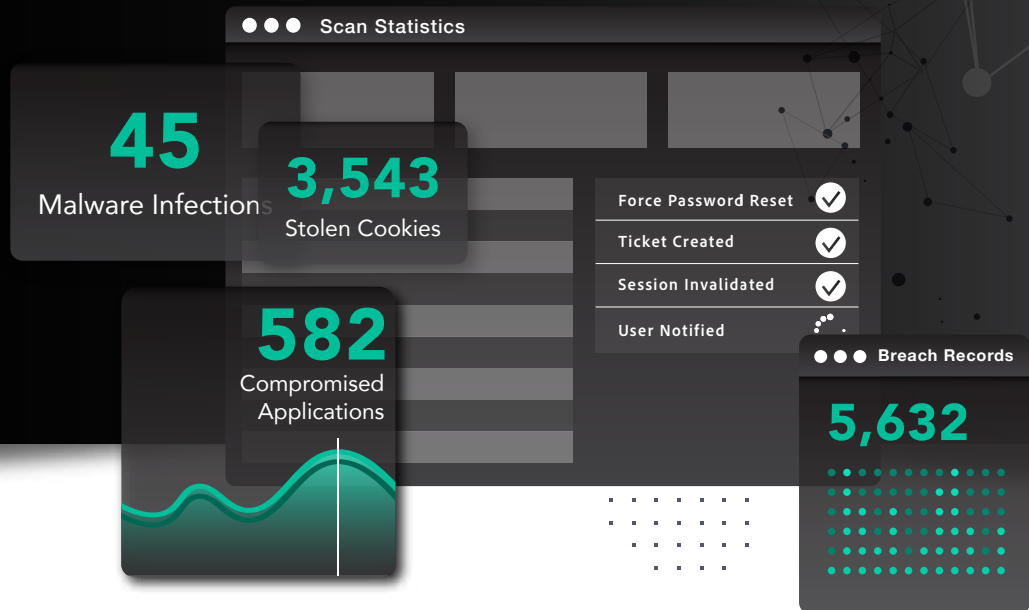 Scan Statistics
45
Malware Infections
3,543
Stolen Cookies
Force Password Reset
Ticket Created
Session Invalidated
User Notified
582
Compromised
Applications
Breach Records
5,632